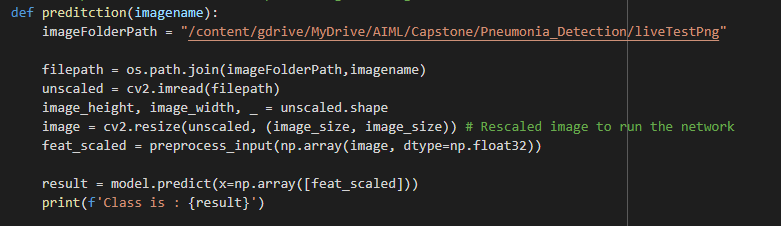 def preditction(imagename):
    imageFolderPath = "/content/gdrive/MyDrive/AIML/Capstone/Pneumonia_Detection/liveTestPng"
    filepath = os.path.join(imageFolderPath,imagename)
    unscaled = cv2.imread(filepath)
    image_height, image_width, _ = unscaled.shape
    image = cv2.resize(unscaled, (image_size, image_size)) # Rescaled image to run the network
    feat_scaled = preprocess_input(np.array(image, dtype=np.float32))
    result = model.predict(x=np.array([feat_scaled]))
    print(f'Class is : {result}')